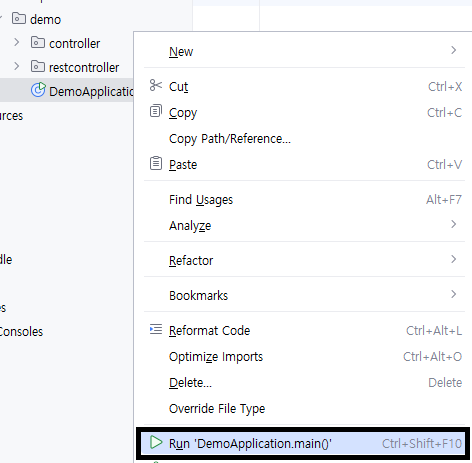 demo
controller
restcontroller
DemoApplicatio
urces
dle
es
Consoles
New
Cut Ctrl+X
Copy Ctrl+C
Copy Path/Reference...
Paste Ctrl+V
Find Usages Alt+F7
Analyze
Refactor
Bookmarks
Reformat Code Ctrl+Alt+L
Optimize Imports Ctrl+Alt+O
Delete... Delete
Override File Type
Run 'DemoApplication.main()' Ctrl+Shift+F10